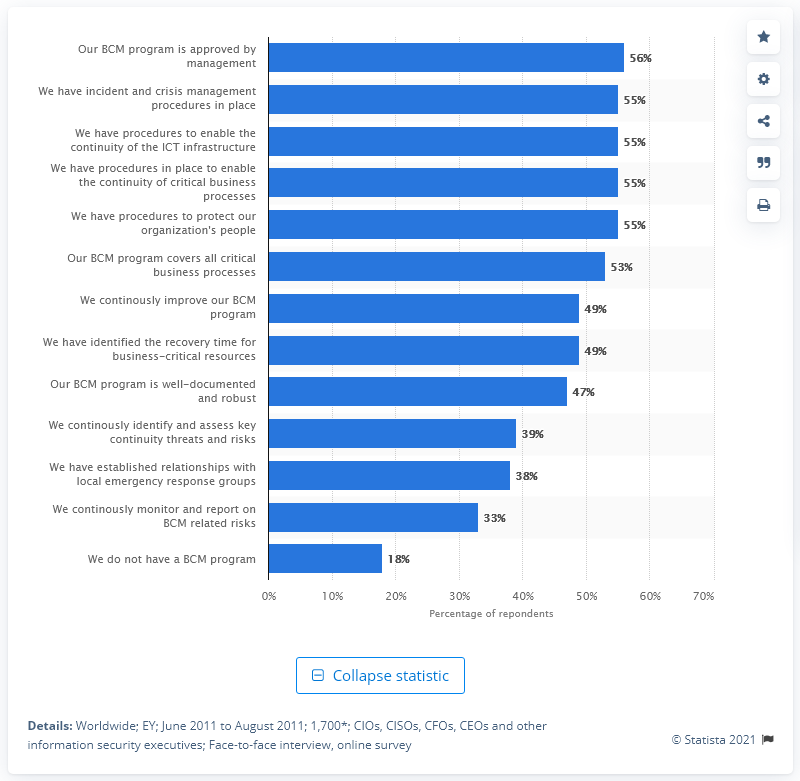 Our BCM program is approved by
management
56%
We have incident and crisis management
procedures in place
55%
We have procedures to enable the
continuity of the ICT infrastructure
55%
We have procedures in place to enable
the continuity of critical business
processes
55%
We have procedures to protect our
organization's people
55%
Our BCM program covers all critical
business processes
53%
We continously improve our BCM
program
49%
We have identified the recovery time for
business-critical resources
49%
Our BCM program is well-documented
and robust
47%
We continously identify and assess key
continuity threats and risks
39%
We have established relationships with
local emergency response groups
38%
We continously monitor and report on
BCM related risks
33%
We do not have a BCM program
18%
0% 10% 20% 30% 40% 50% 60% 70%
Percentage of repondents
Collapse statistic
Details: Worldwide; EY; June 2011 to August 2011; 1,700*; CIOs, CISOs, CFOs, CEOs and other
information security executives; Face-to-face interview, online survey
© Statista 2021